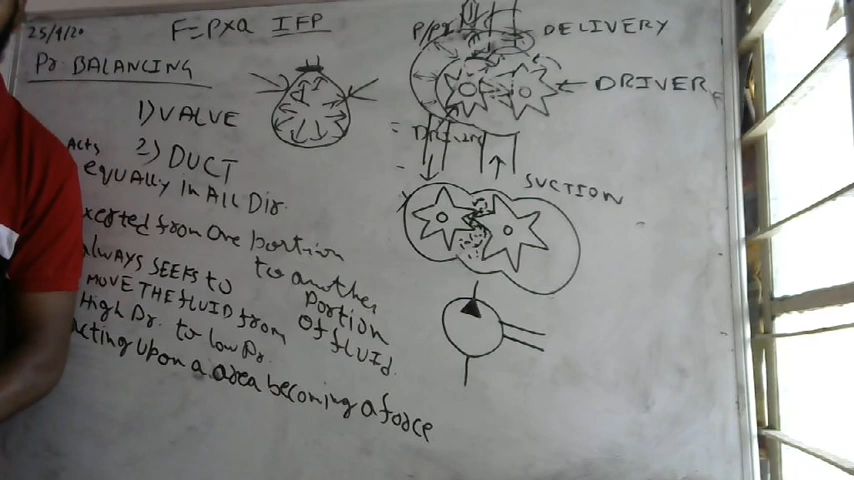 25/9/20
F=P×a IFP
Pr BALANCING
1) VALVE
2) DUCT
Acts
equally In All Dir.
exerted from one portion
to another
portion
of fluid.
Always SEEKS to
MOVE THE fluid from
High Pr. to low Pr.
acting upon a area becoming a force
DELIVERY
DRIVER
SUCTION